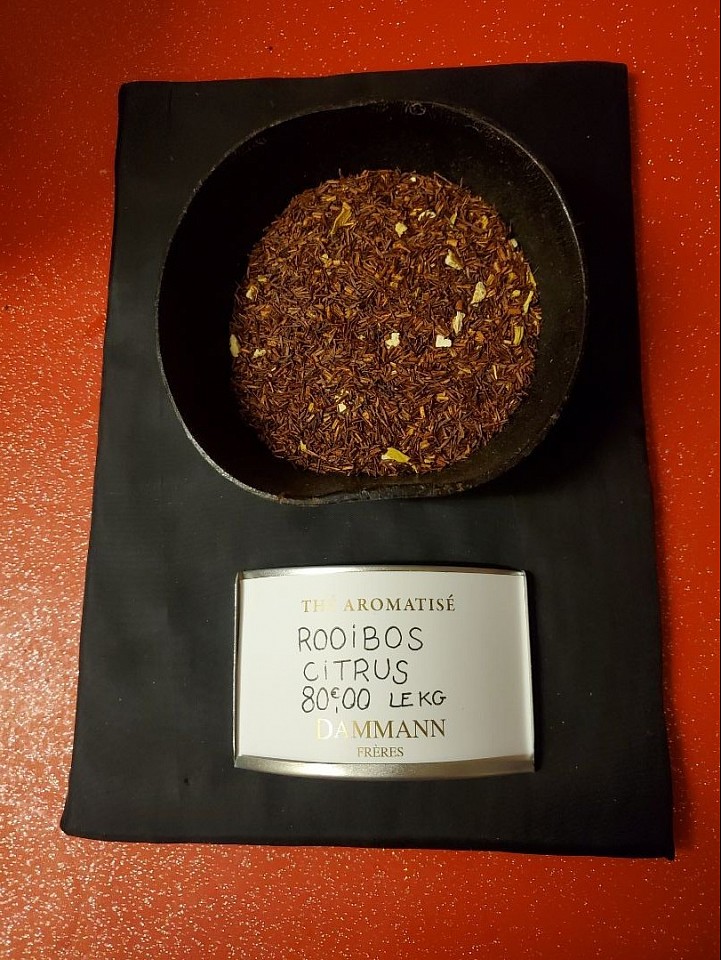 THÉ AROMATISÉ
ROOiBOS
CiTRUS
80€,00 LE KG
DAMMANN
FRÈRES